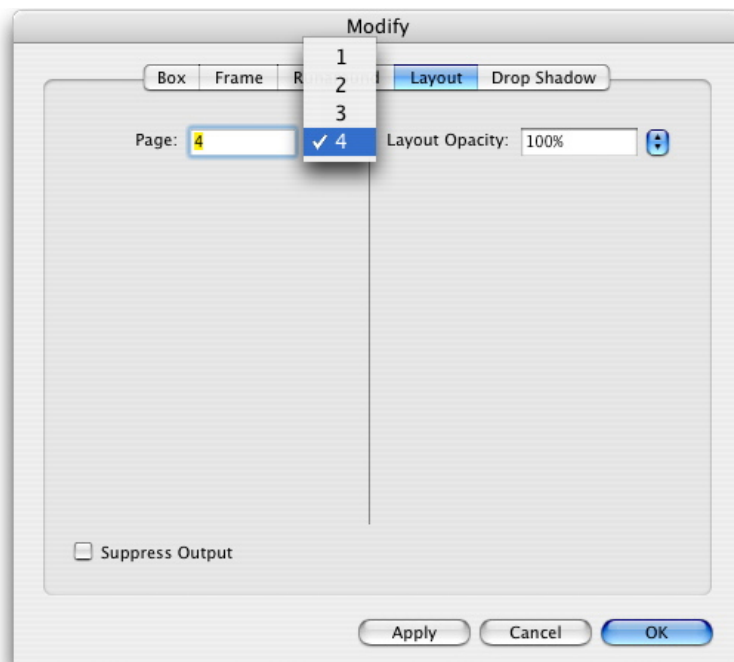 Modify
Box Frame Layout Drop Shadow
1
2
3
✓ 4
Page: 4 Layout Opacity: 100%
Suppress Output
Apply Cancel OK